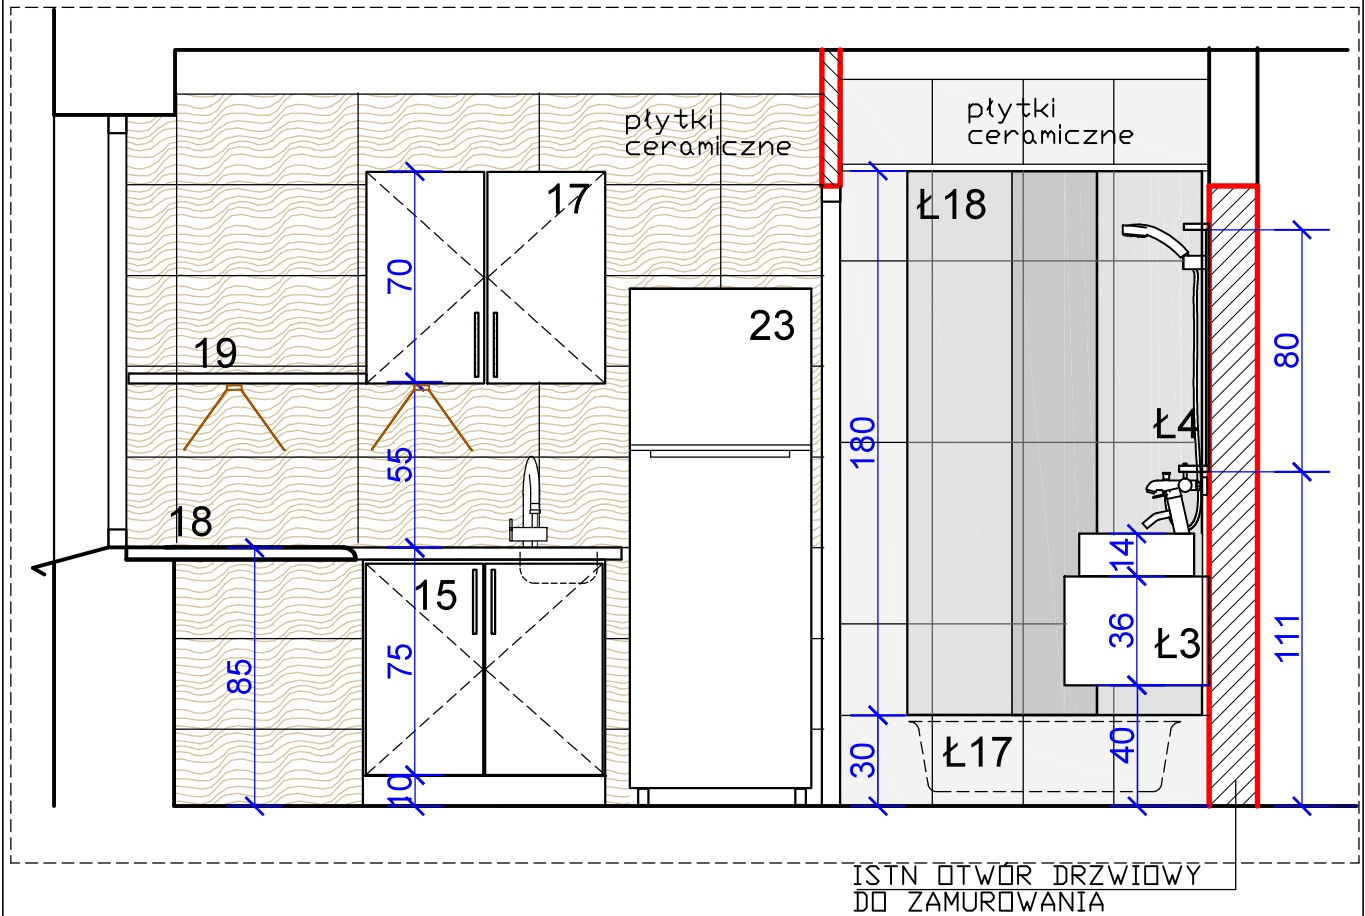 płytki
ceramiczne
płytki
ceramiczne
17
Ł18
70
23
19
80
Ł4
180
55
18
14
15
36
Ł3
111
75
85
40
Ł17
30
10
ISTN OTWÓR DRZWIOWY
DO ZAMUROWANIA